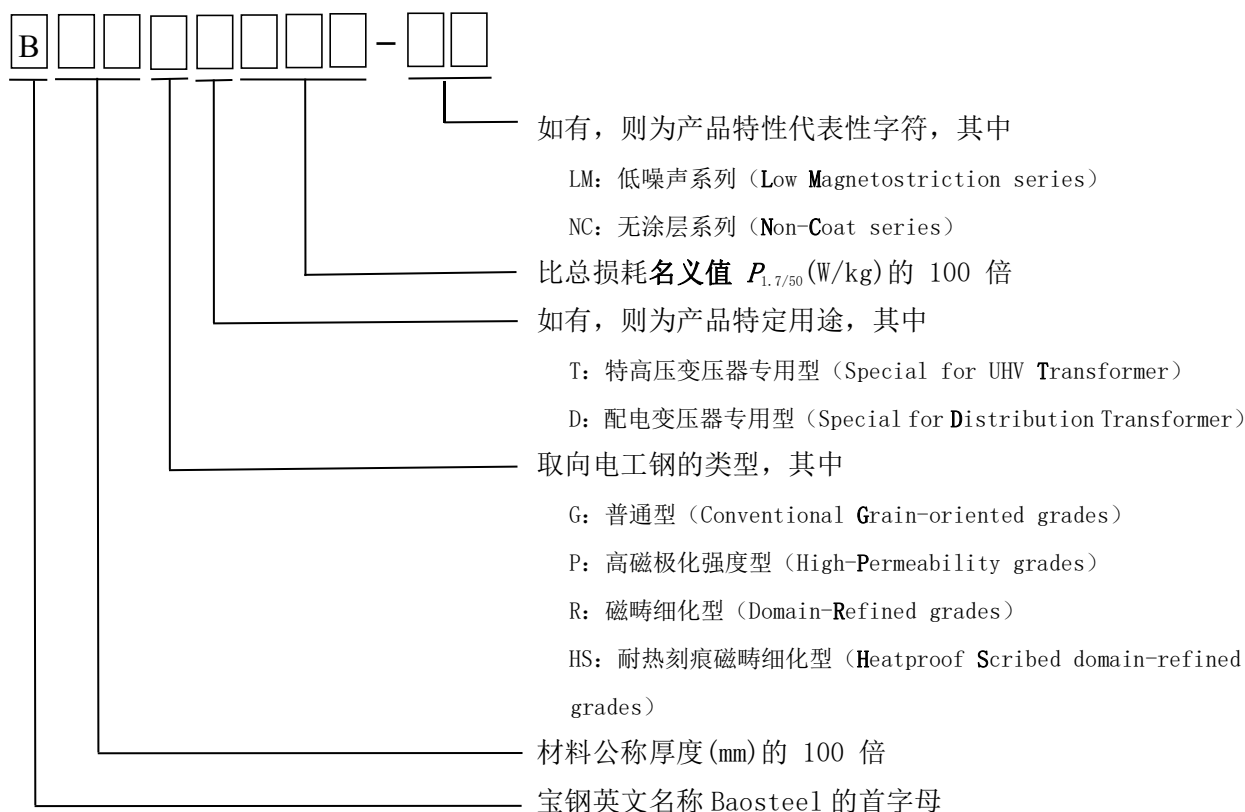 B□□□□□□□-□□
如有，则为产品特性代表性字符，其中
LM：低噪声系列（Low Magnetostriction series）
NC：无涂层系列（Non-Coat series）
比总损耗名义值 P1.7/50(W/kg)的 100 倍
如有，则为产品特定用途，其中
T：特高压变压器专用型（Special for UHV Transformer）
D：配电变压器专用型（Special for Distribution Transformer）
取向电工钢的类型，其中
G：普通型（Conventional Grain-oriented grades）
P：高磁极化强度型（High-Permeability grades）
R：磁畴细化型（Domain-Refined grades）
HS：耐热刻痕磁畴细化型（Heatproof Scribed domain-refined
grades）
材料公称厚度(mm)的 100 倍
宝钢英文名称 Baosteel 的首字母